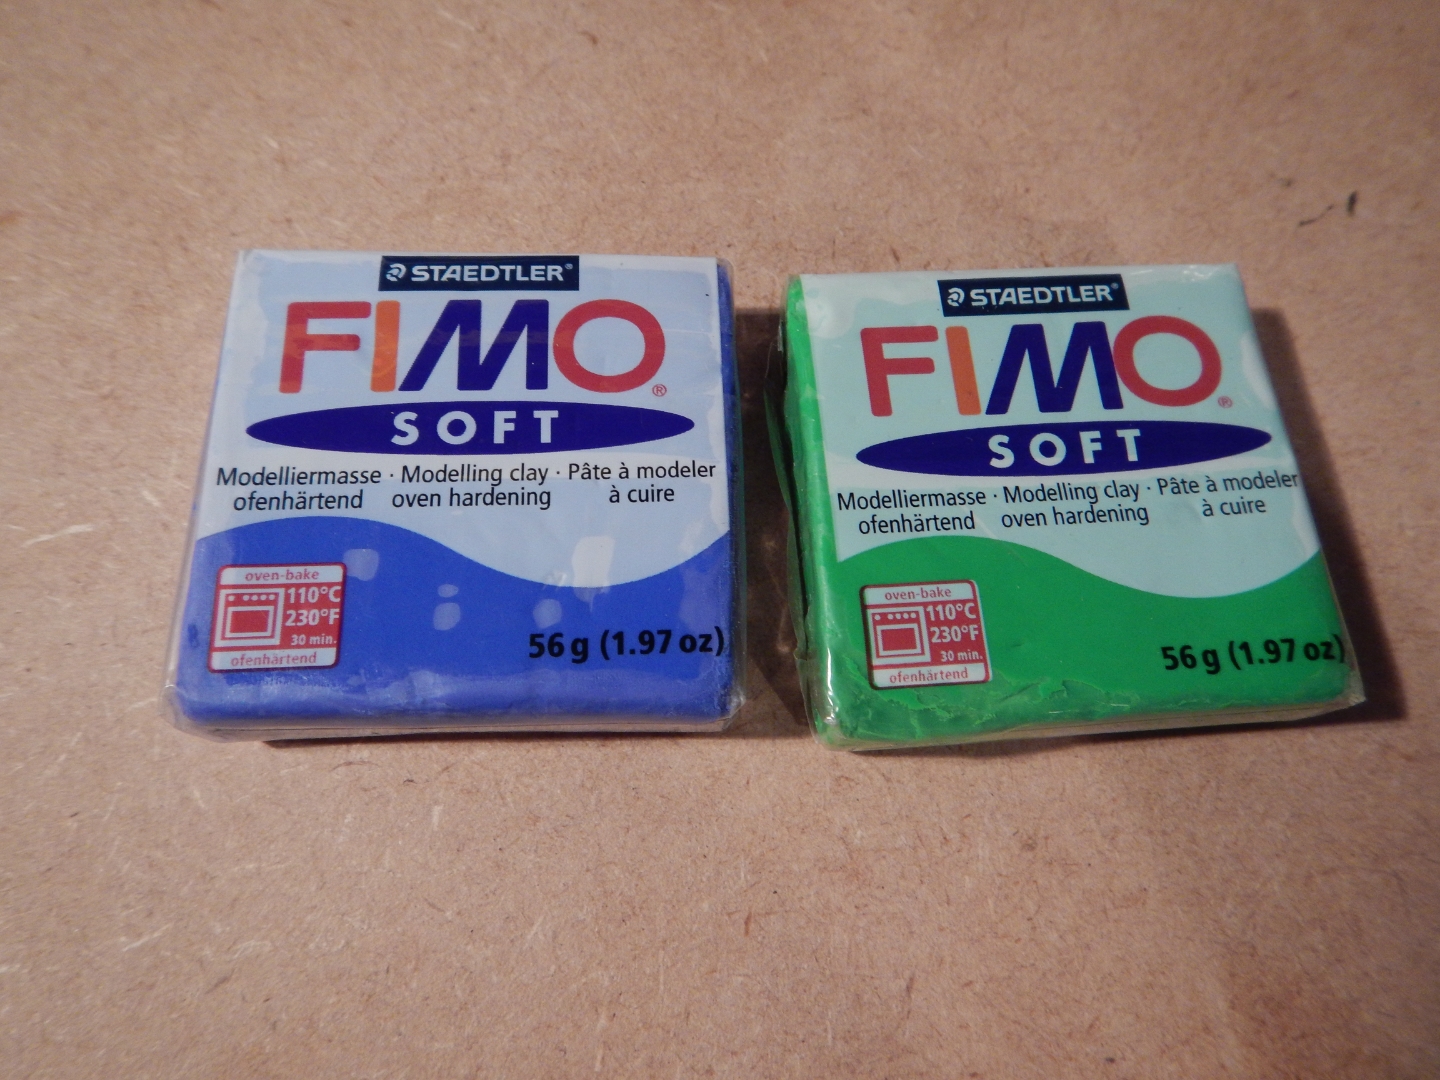 STAEDTLER®
FIMO®
SOFT
Modelliermasse · Modelling clay · Pâte à modeler
ofenhärtend oven hardening à cuire
oven-bake
110°C
230°F
30 min.
ofenhärtend
56 g (1.97 oz)
STAEDTLER®
FIMO®
SOFT
Modelliermasse · Modelling clay · Pâte à modeler
ofenhärtend oven hardening à cuire
oven-bake
110°C
230°F
30 min.
ofenhärtend
56 g (1.97 oz)